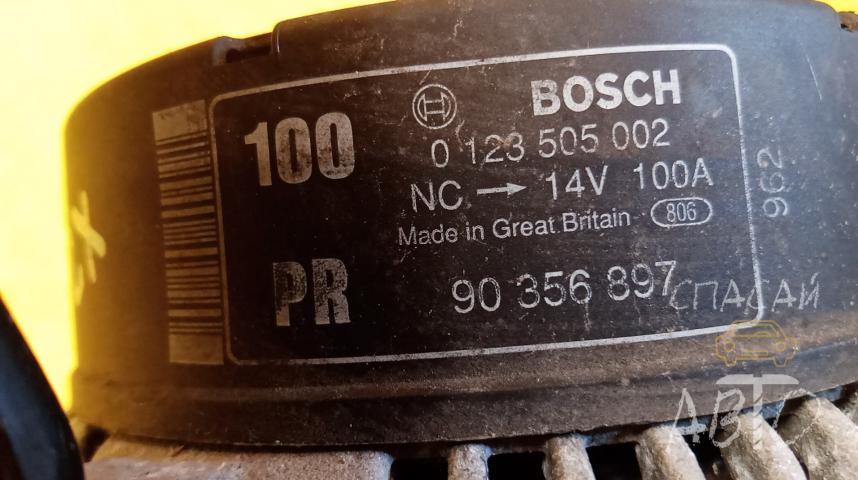 100
BOSCH
0 123 505 002
NC → 14V 100A
Made in Great Britain 806
962
PR
90 356 897
СПАСАЙ
АВТО